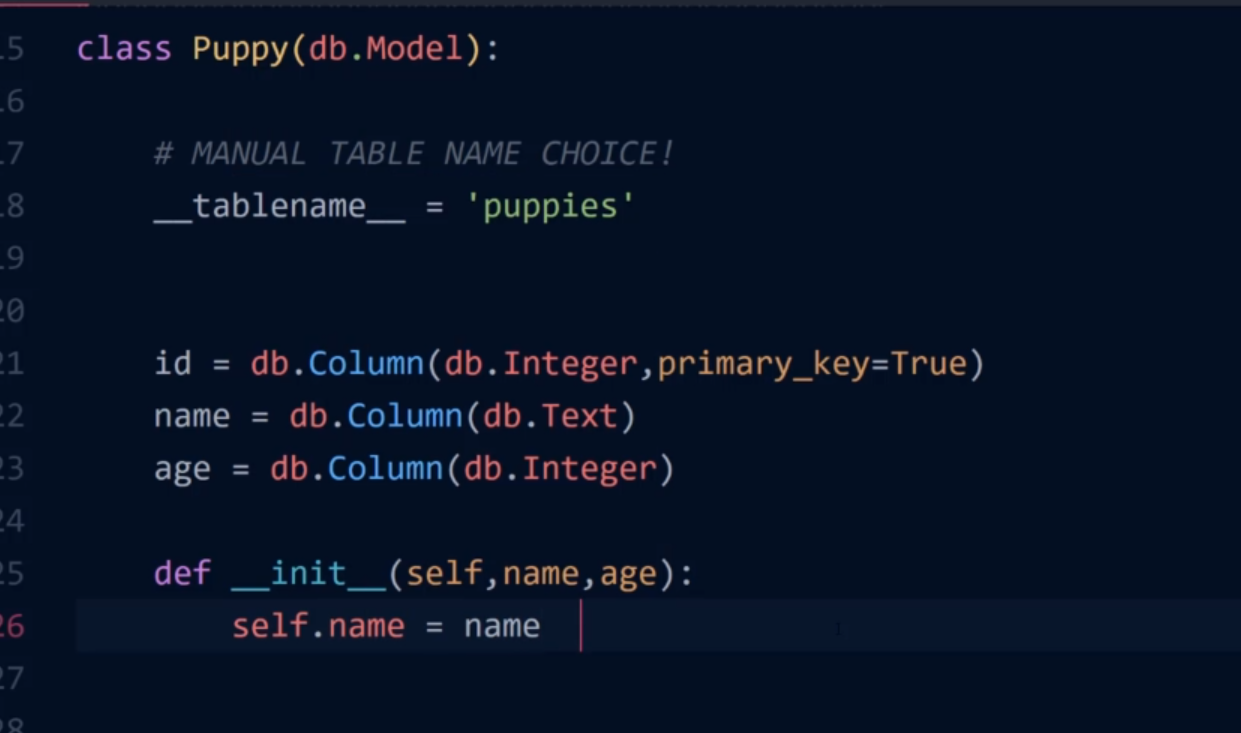 15 class Puppy(db.Model):
16
17 # MANUAL TABLE NAME CHOICE!
18 __tablename__ = 'puppies'
19
20
21 id = db.Column(db.Integer,primary_key=True)
22 name = db.Column(db.Text)
23 age = db.Column(db.Integer)
24
25 def __init__(self,name,age):
26 self.name = name
27
28